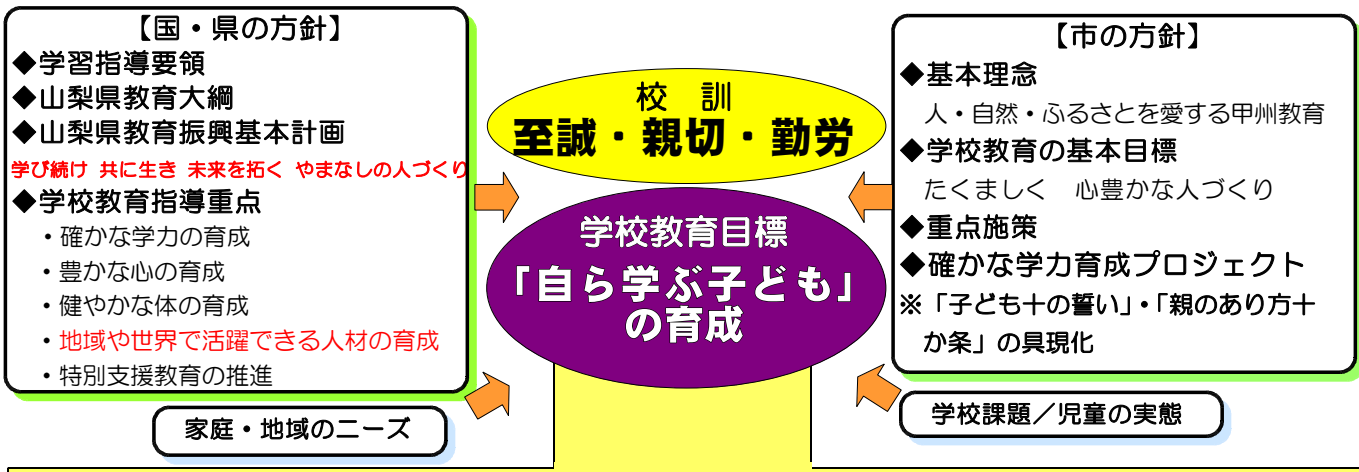 【国・県の方針】
◆学習指導要領
◆山梨県教育大綱
◆山梨県教育振興基本計画
学び続け 共に生き 未来を拓く やまなしの人づくり
◆学校教育指導重点
・確かな学力の育成
・豊かな心の育成
・健やかな体の育成
・地域や世界で活躍できる人材の育成
・特別支援教育の推進
家庭・地域のニーズ
校 訓
至誠・親切・勤労
学校教育目標
「自ら学ぶ子ども」
の育成
【市の方針】
◆基本理念
人・自然・ふるさとを愛する甲州教育
◆学校教育の基本目標
たくましく 心豊かな人づくり
◆重点施策
◆確かな学力育成プロジェクト
※「子ども十の誓い」・「親のあり方十
か条」の具現化
学校課題／児童の実態